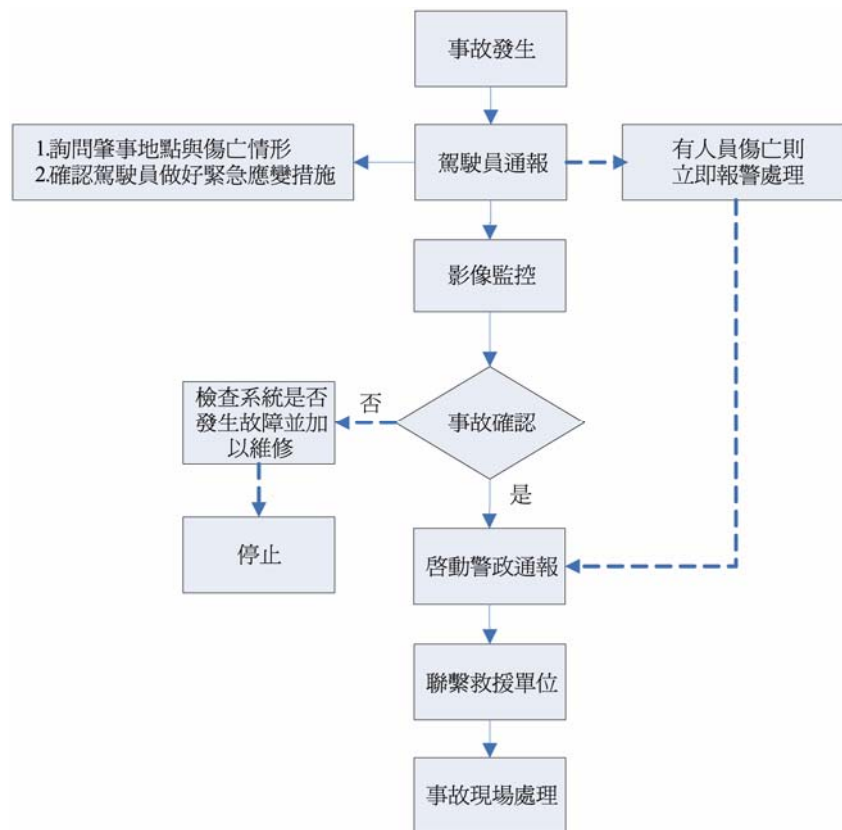 事故發生
1.詢問肇事地點與傷亡情形
2.確認駕駛員做好緊急應變措施
駕駛員通報
有人員傷亡則
立即報警處理
影像監控
檢查系統是否
發生故障並加
以維修
否
事故確認
是
停止
啓動警政通報
聯繫救援單位
事故現場處理